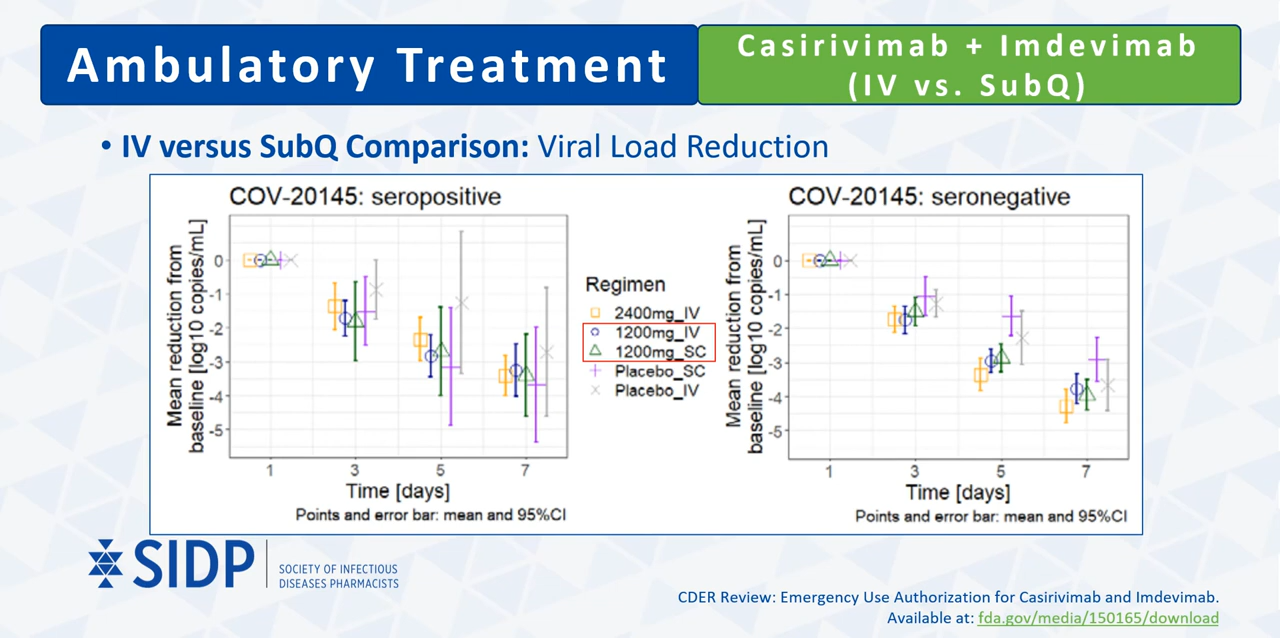 Ambulatory Treatment
Casirivimab + Imdevimab
(IV vs. SubQ)
• IV versus SubQ Comparison: Viral Load Reduction
COV-20145: seropositive
Mean reduction from
baseline [log10 copies/mL]
0
-1
-2
-3
-4
-5
1 3 5 7
Time [days]
Points and error bar: mean and 95%CI
Regimen
2400mg_IV
1200mg_IV
1200mg_SC
Placebo_SC
Placebo_IV
COV-20145: seronegative
Mean reduction from
baseline [log10 copies/mL]
0
-1
-2
-3
-4
-5
1 3 5 7
Time [days]
Points and error bar: mean and 95%CI
SIDP
SOCIETY OF INFECTIOUS
DISEASES PHARMACISTS
CDER Review: Emergency Use Authorization for Casirivimab and Imdevimab.
Available at: fda.gov/media/150165/download